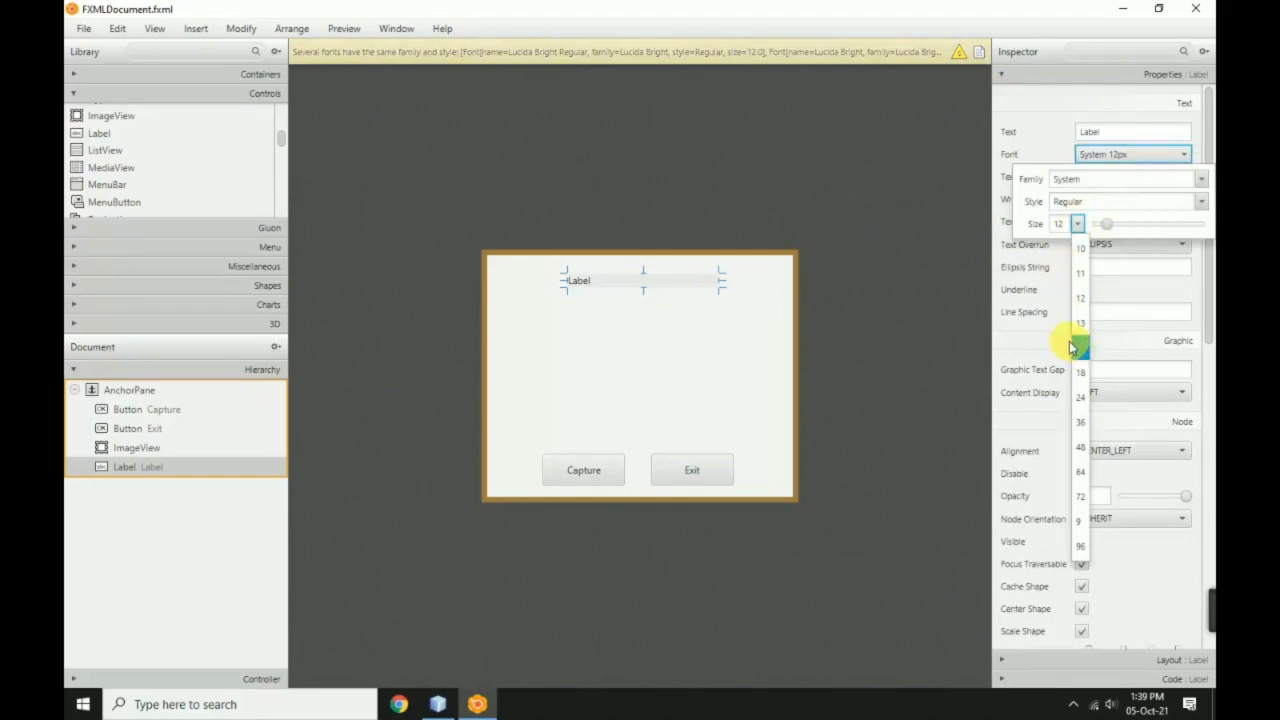 FXMLDocument.fxml
File Edit View Insert Modify Arrange Preview Window Help
Library
Several fonts have the same family and style: [Font[name=Lucida Bright Regular, family=Lucida Bright, style=Regular, size=12.0], Font[name=Lucida Bright, family=Lucida Brig...
Inspector
Containers
Properties : Label
Controls
Text
ImageView
Label
ListView
MediaView
MenuBar
MenuButton
Gluon
Menu
Miscellaneous
Shapes
Charts
3D
Document
Hierarchy
AnchorPane
Button Capture
Button Exit
ImageView
Label Label
Controller
Label
Capture
Exit
Text Label
Font System 12px
Family System
Style Regular
Size 12
10
11
12
13
18
24
36
48
64
72
9
96
Text Overrun
Ellipsis String
Underline
Line Spacing
Graphic
Graphic Text Gap
Content Display
Node
Alignment
Disable
Opacity
Node Orientation
Visible
Focus Traversable
Cache Shape
Center Shape
Scale Shape
Layout : Label
Code : Label
Type here to search
1:39 PM
05-Oct-21